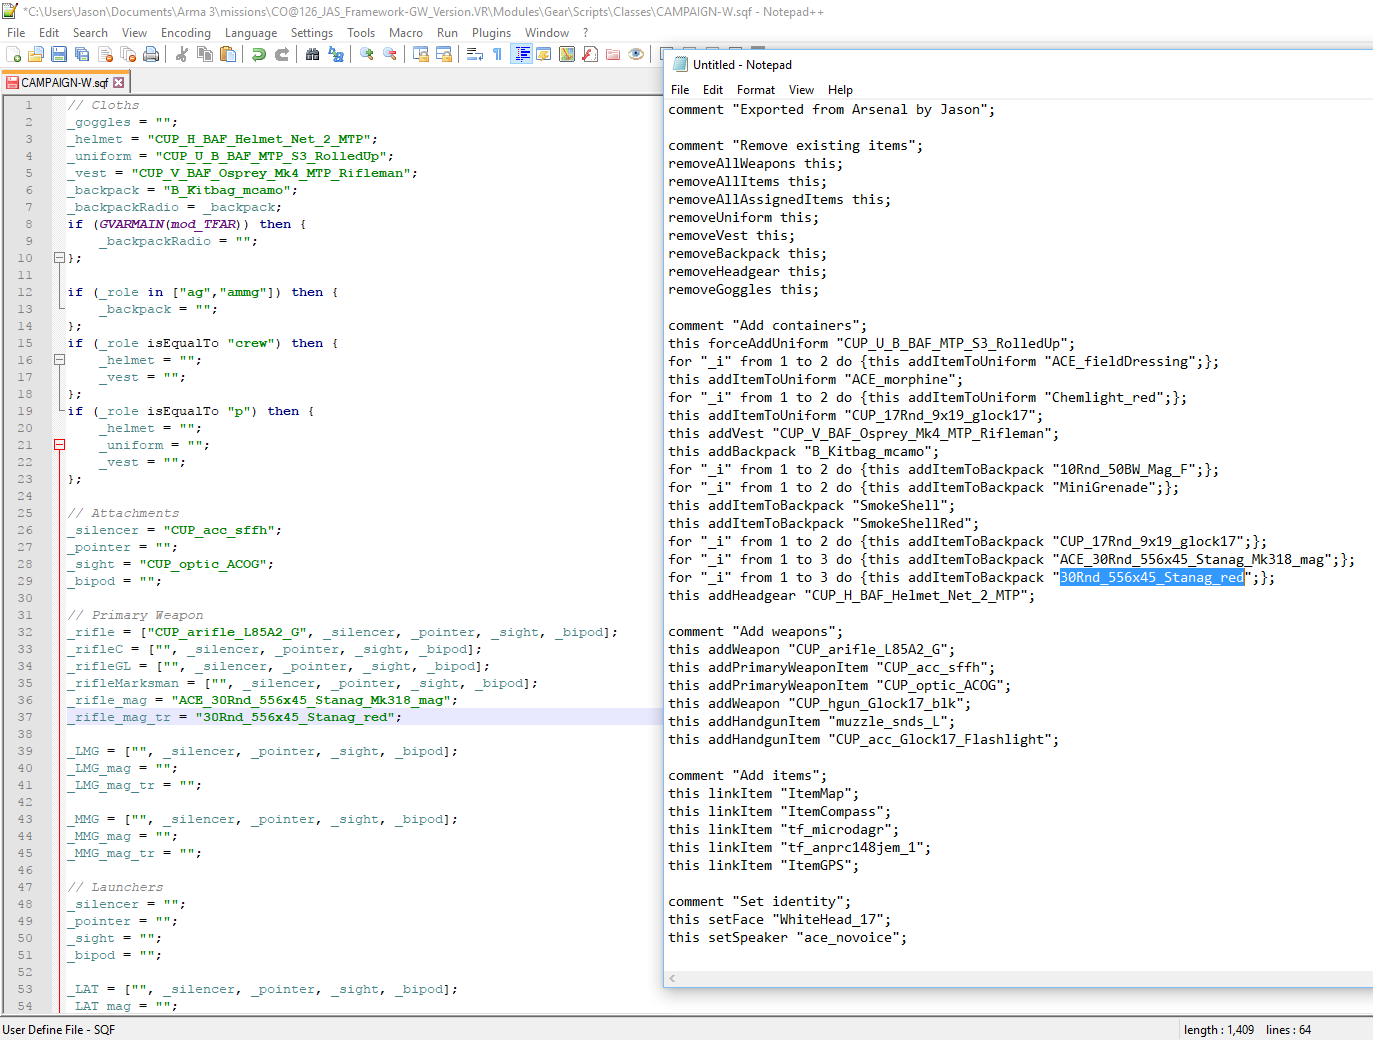 *C:\Users\Jason\Documents\Arma 3\missions\CO@126_JAS_Framework-GW_Version.VR\Modules\Gear\Scripts\Classes\CAMPAIGN-W.sqf - Notepad++
File Edit Search View Encoding Language Settings Tools Macro Run Plugins Window ?
CAMPAIGN-W.sqf
1 // Cloths
2 _goggles = "";
3 _helmet = "CUP_H_BAF_Helmet_Net_2_MTP";
4 _uniform = "CUP_U_B_BAF_MTP_S3_RolledUp";
5 _vest = "CUP_V_BAF_Osprey_Mk4_MTP_Rifleman";
6 _backpack = "B_Kitbag_mcamo";
7 _backpackRadio = _backpack;
8 if (GVARMAIN(mod_TFAR)) then {
9 _backpackRadio = "";
10 };
11
12 if (_role in ["ag","ammg"]) then {
13 _backpack = "";
14 };
15 if (_role isEqualTo "crew") then {
16 _helmet = "";
17 _vest = "";
18 };
19 if (_role isEqualTo "p") then {
20 _helmet = "";
21 _uniform = "";
22 _vest = "";
23 };
24
25 // Attachments
26 _silencer = "CUP_acc_sffh";
27 _pointer = "";
28 _sight = "CUP_optic_ACOG";
29 _bipod = "";
30
31 // Primary Weapon
32 _rifle = ["CUP_arifle_L85A2_G", _silencer, _pointer, _sight, _bipod];
33 _rifleC = ["", _silencer, _pointer, _sight, _bipod];
34 _rifleGL = ["", _silencer, _pointer, _sight, _bipod];
35 _rifleMarksman = ["", _silencer, _pointer, _sight, _bipod];
36 _rifle_mag = "ACE_30Rnd_556x45_Stanag_Mk318_mag";
37 _rifle_mag_tr = "30Rnd_556x45_Stanag_red";
38
39 _LMG = ["", _silencer, _pointer, _sight, _bipod];
40 _LMG_mag = "";
41 _LMG_mag_tr = "";
42
43 _MMG = ["", _silencer, _pointer, _sight, _bipod];
44 _MMG_mag = "";
45 _MMG_mag_tr = "";
46
47 // Launchers
48 _silencer = "";
49 _pointer = "";
50 _sight = "";
51 _bipod = "";
52
53 _LAT = ["", _silencer, _pointer, _sight, _bipod];
54 _LAT_mag = "";
User Define File - SQF
length : 1,409 lines : 64
Untitled - Notepad
File Edit Format View Help
comment "Exported from Arsenal by Jason";
comment "Remove existing items";
removeAllWeapons this;
removeAllItems this;
removeAllAssignedItems this;
removeUniform this;
removeVest this;
removeBackpack this;
removeHeadgear this;
removeGoggles this;
comment "Add containers";
this forceAddUniform "CUP_U_B_BAF_MTP_S3_RolledUp";
for "_i" from 1 to 2 do {this addItemToUniform "ACE_fieldDressing";};
this addItemToUniform "ACE_morphine";
for "_i" from 1 to 2 do {this addItemToUniform "Chemlight_red";};
this addItemToUniform "CUP_17Rnd_9x19_glock17";
this addVest "CUP_V_BAF_Osprey_Mk4_MTP_Rifleman";
this addBackpack "B_Kitbag_mcamo";
for "_i" from 1 to 2 do {this addItemToBackpack "10Rnd_50BW_Mag_F";};
for "_i" from 1 to 2 do {this addItemToBackpack "MiniGrenade";};
this addItemToBackpack "SmokeShell";
this addItemToBackpack "SmokeShellRed";
for "_i" from 1 to 2 do {this addItemToBackpack "CUP_17Rnd_9x19_glock17";};
for "_i" from 1 to 3 do {this addItemToBackpack "ACE_30Rnd_556x45_Stanag_Mk318_mag";};
for "_i" from 1 to 3 do {this addItemToBackpack "30Rnd_556x45_Stanag_red";};
this addHeadgear "CUP_H_BAF_Helmet_Net_2_MTP";
comment "Add weapons";
this addWeapon "CUP_arifle_L85A2_G";
this addPrimaryWeaponItem "CUP_acc_sffh";
this addPrimaryWeaponItem "CUP_optic_ACOG";
this addWeapon "CUP_hgun_Glock17_blk";
this addHandgunItem "muzzle_snds_L";
this addHandgunItem "CUP_acc_Glock17_Flashlight";
comment "Add items";
this linkItem "ItemMap";
this linkItem "ItemCompass";
this linkItem "tf_microdagr";
this linkItem "tf_anprc148jem_1";
this linkItem "ItemGPS";
comment "Set identity";
this setFace "WhiteHead_17";
this setSpeaker "ace_novoice";